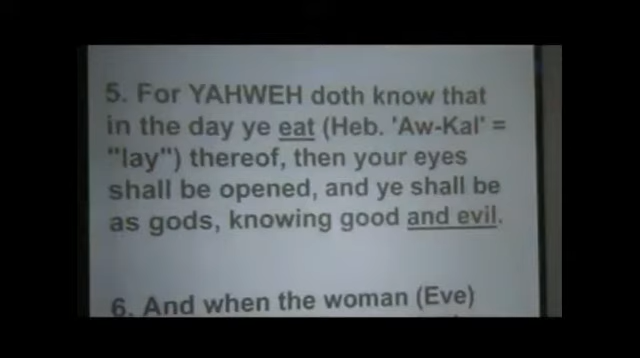 5. For YAHWEH doth know that
in the day ye eat (Heb. 'Aw-Kal' =
"lay") thereof, then your eyes
shall be opened, and ye shall be
as gods, knowing good and evil.
6. And when the woman (Eve)